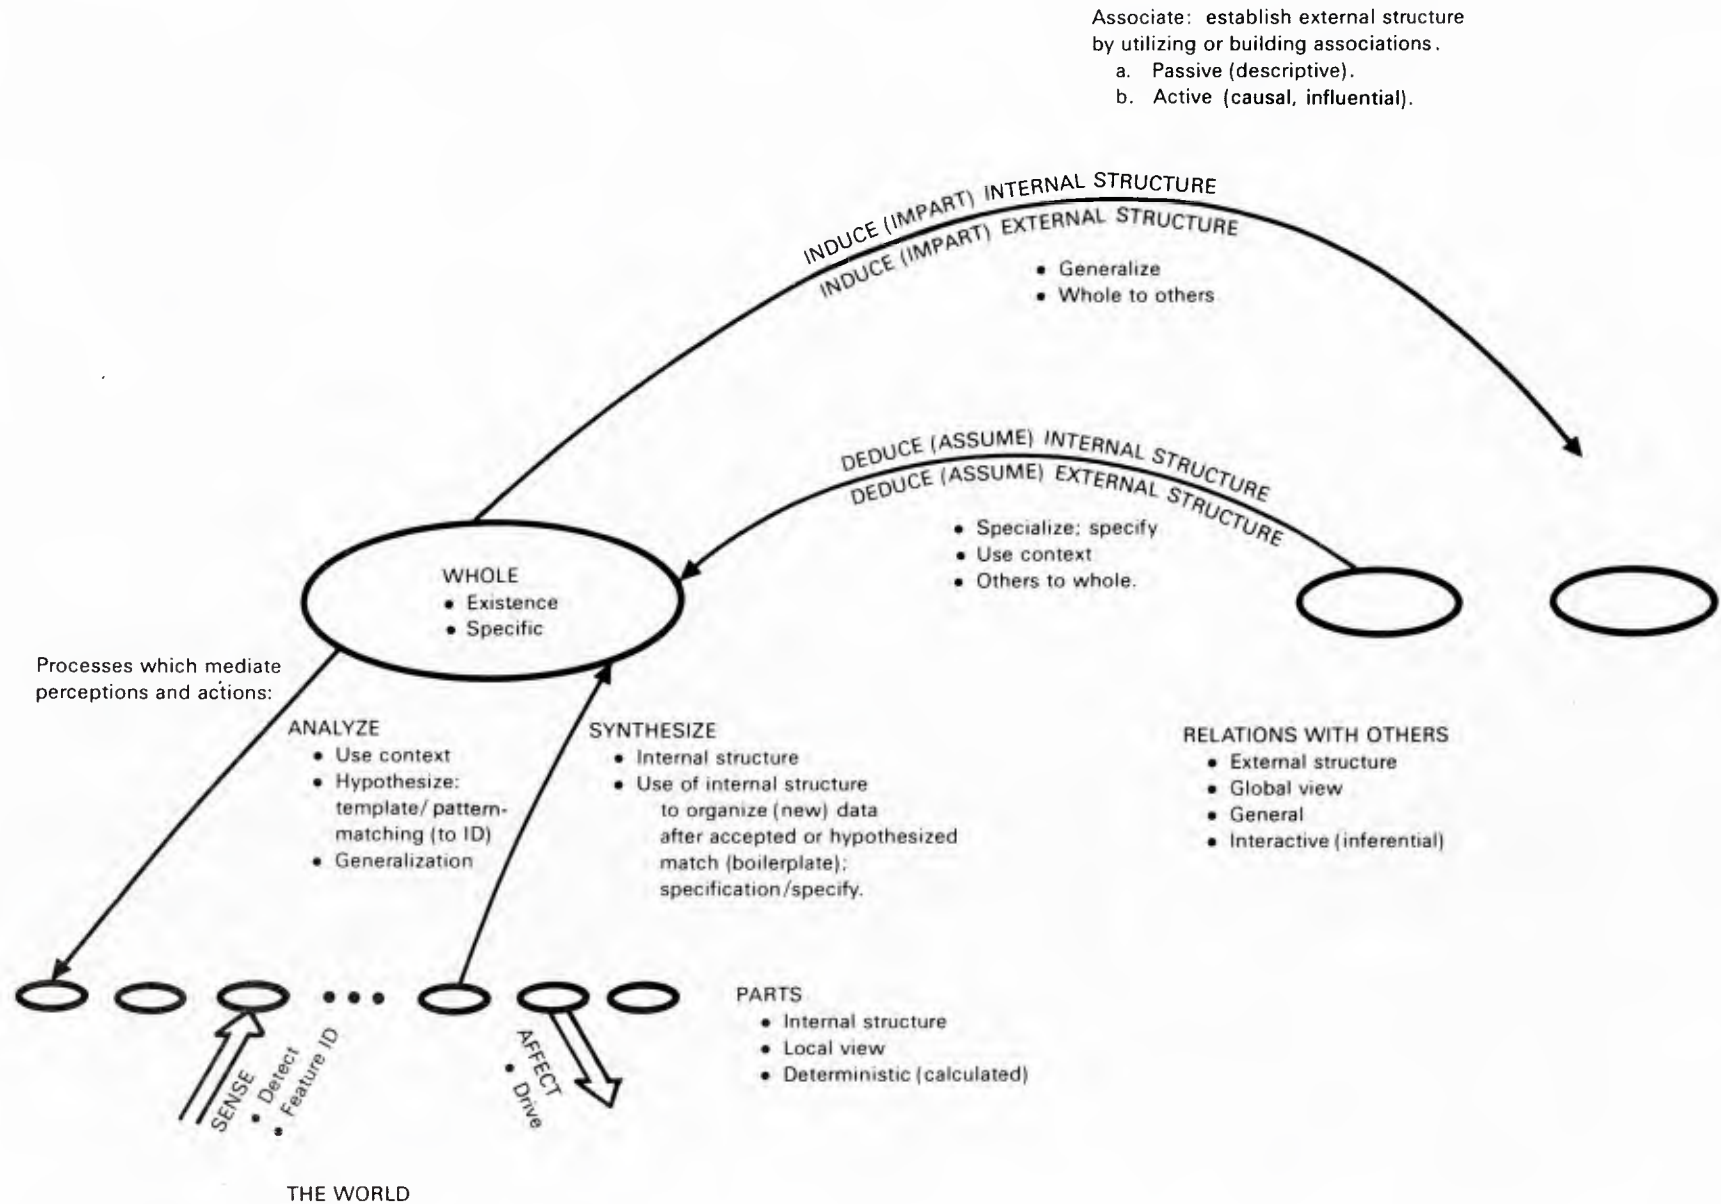 Associate: establish external structure
by utilizing or building associations.
a. Passive (descriptive).
b. Active (causal, influential).
INDUCE (IMPART) INTERNAL STRUCTURE
INDUCE (IMPART) EXTERNAL STRUCTURE
• Generalize
• Whole to others
DEDUCE (ASSUME) INTERNAL STRUCTURE
DEDUCE (ASSUME) EXTERNAL STRUCTURE
• Specialize; specify
• Use context
• Others to whole.
WHOLE
• Existence
• Specific
Processes which mediate
perceptions and actions:
ANALYZE
• Use context
• Hypothesize:
template/pattern-
matching (to ID)
• Generalization
SYNTHESIZE
• Internal structure
• Use of internal structure
to organize (new) data
after accepted or hypothesized
match (boilerplate);
specification/specify.
RELATIONS WITH OTHERS
• External structure
• Global view
• General
• Interactive (inferential)
PARTS
• Internal structure
• Local view
• Deterministic (calculated)
SENSE
• Detect
• Feature ID
AFFECT
• Drive
THE WORLD